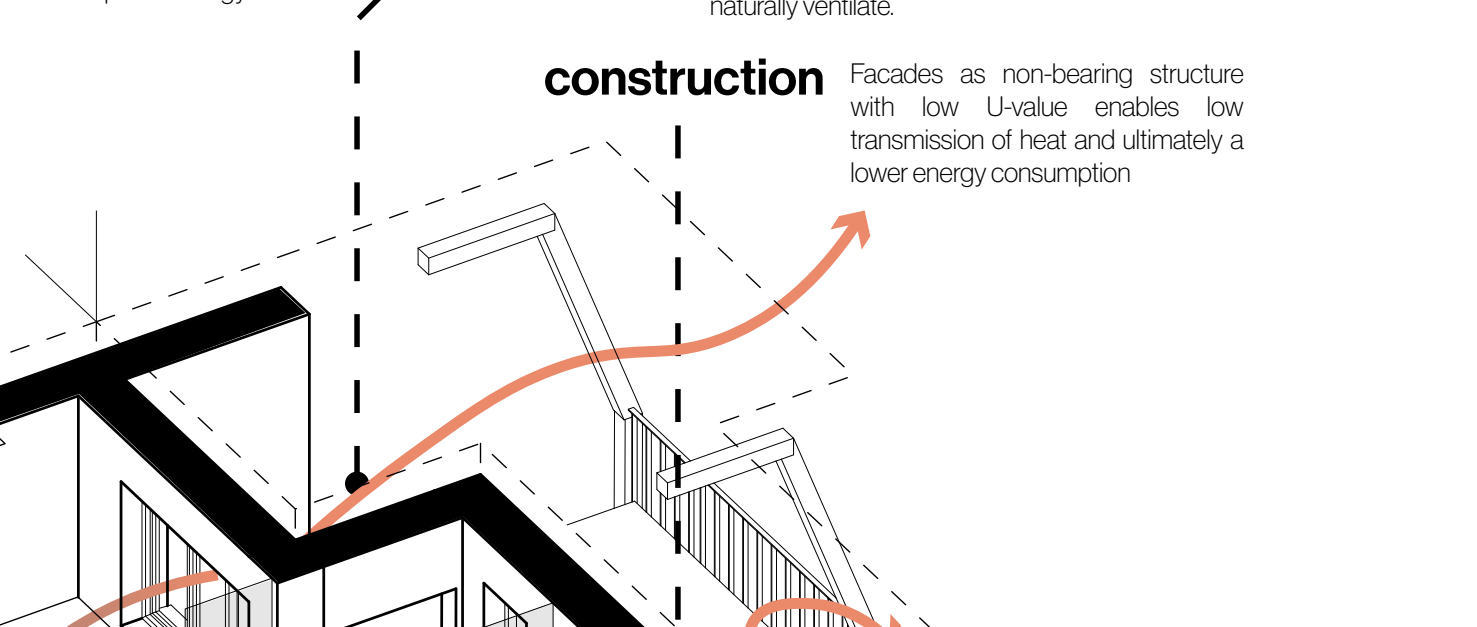 naturally ventilate.
construction
Facades as non-bearing structure
with low U-value enables low
transmission of heat and ultimately a
lower energy consumption